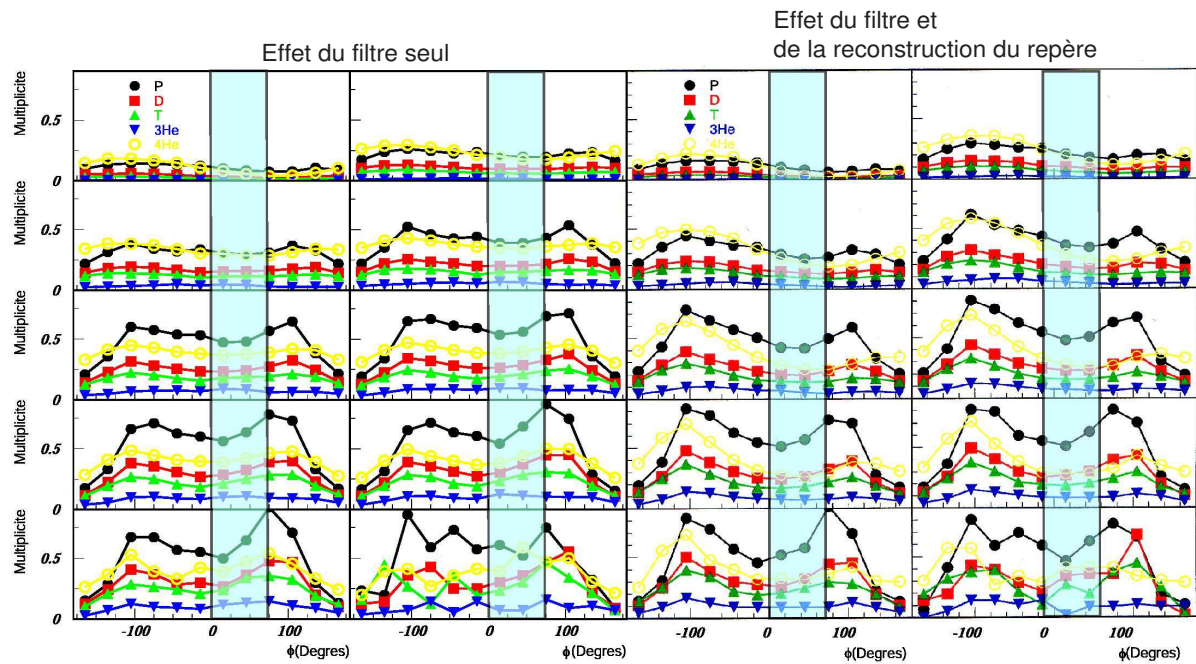 Effet du filtre seul
Effet du filtre et
de la reconstruction du repère
Multiplicite
0.5
0
P
D
T
3He
4He
P
D
T
3He
4He
Multiplicite
0.5
0
Multiplicite
0.5
0
Multiplicite
0.5
0
Multiplicite
0.5
0
-100 0 100
-100 0 100
-100 0 100
-100 0 100
ϕ(Degres)
ϕ(Degres)
ϕ(Degres)
ϕ(Degres)